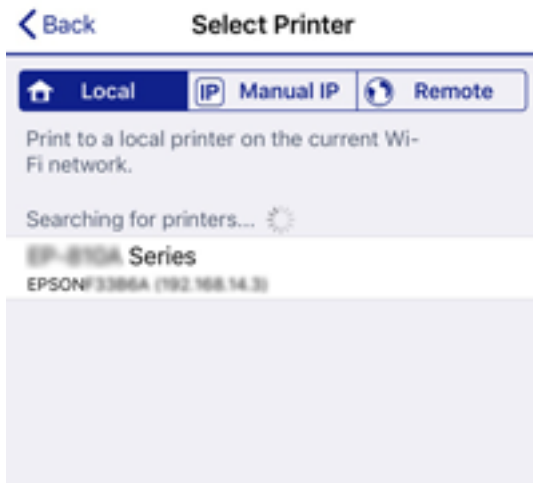 Back
Select Printer
Local
IP Manual IP
Remote
Print to a local printer on the current Wi-
Fi network.
Searching for printers...
Series
EPSON